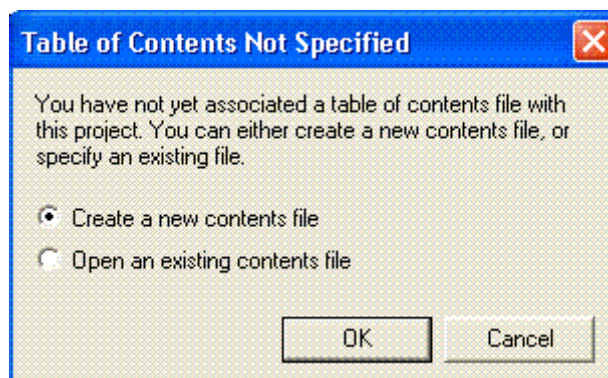 Table of Contents Not Specified
You have not yet associated a table of contents file with
this project. You can either create a new contents file, or
specify an existing file.
Create a new contents file
Open an existing contents file
OK Cancel